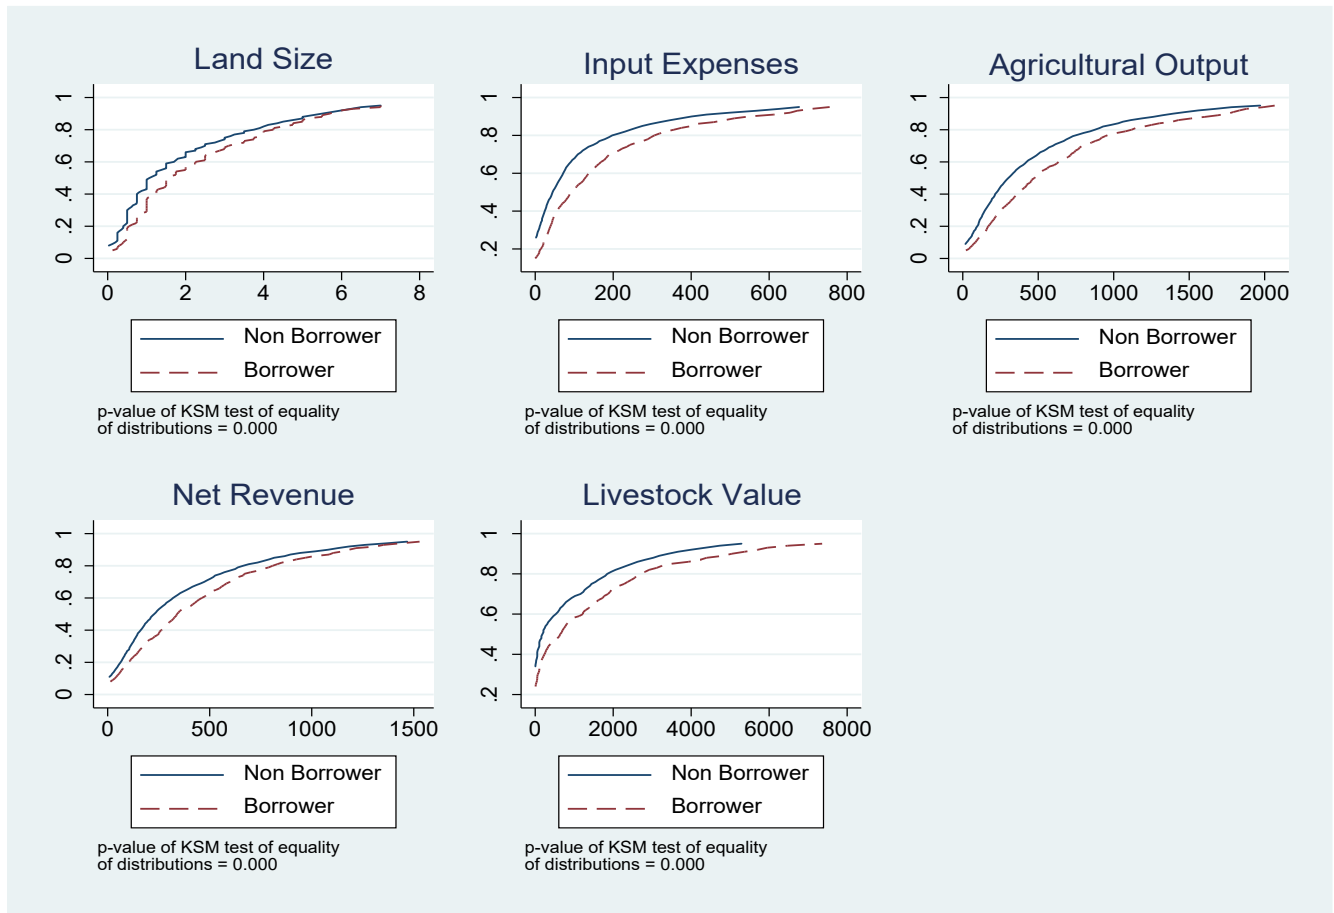 Land Size
1
.8
.6
.4
.2
0
0 2 4 6 8
Non Borrower
Borrower
p-value of KSM test of equality
of distributions = 0.000
Input Expenses
1
.8
.6
.4
.2
0 200 400 600 800
Non Borrower
Borrower
p-value of KSM test of equality
of distributions = 0.000
Agricultural Output
1
.8
.6
.4
.2
0
0 500 1000 1500 2000
Non Borrower
Borrower
p-value of KSM test of equality
of distributions = 0.000
Net Revenue
1
.8
.6
.4
.2
0
0 500 1000 1500
Non Borrower
Borrower
p-value of KSM test of equality
of distributions = 0.000
Livestock Value
1
.8
.6
.4
.2
0 2000 4000 6000 8000
Non Borrower
Borrower
p-value of KSM test of equality
of distributions = 0.000